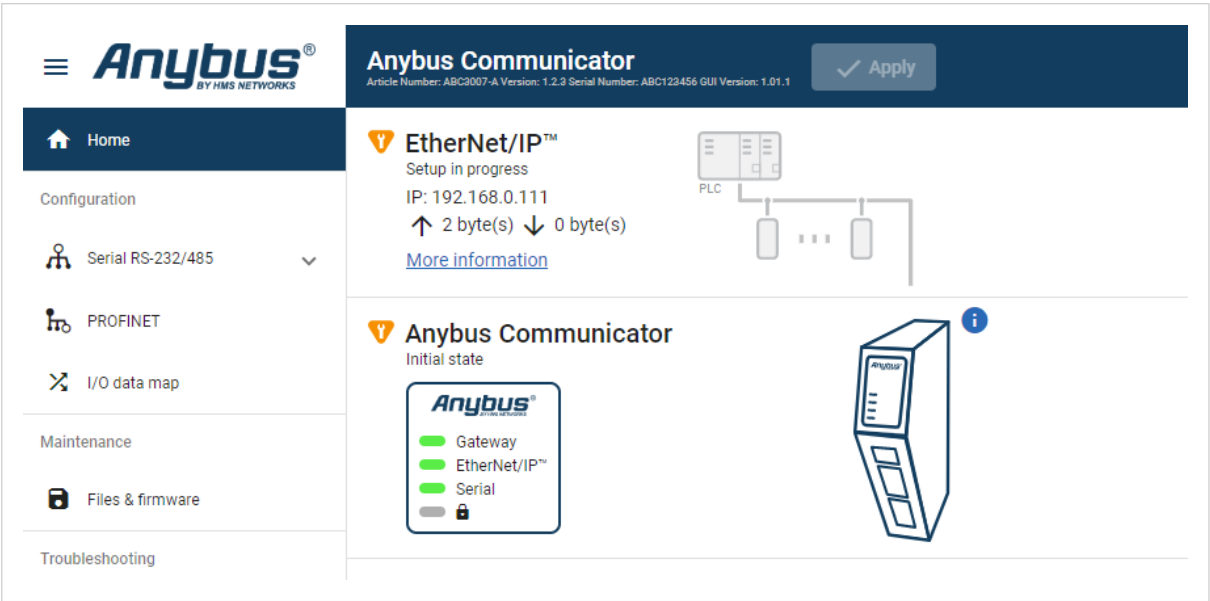 Anybus®
BY HMS NETWORKS
Anybus Communicator
Article Number: ABC3007-A Version: 1.2.3 Serial Number: ABC123456 GUI Version: 1.01.1
Apply
Home
Configuration
Serial RS-232/485
PROFINET
I/O data map
Maintenance
Files & firmware
Troubleshooting
EtherNet/IP™
Setup in progress
IP: 192.168.0.111
2 byte(s) 0 byte(s)
More information
PLC
Anybus Communicator
Initial state
Anybus®
BY HMS NETWORKS
Gateway
EtherNet/IP™
Serial
i
Anybus®